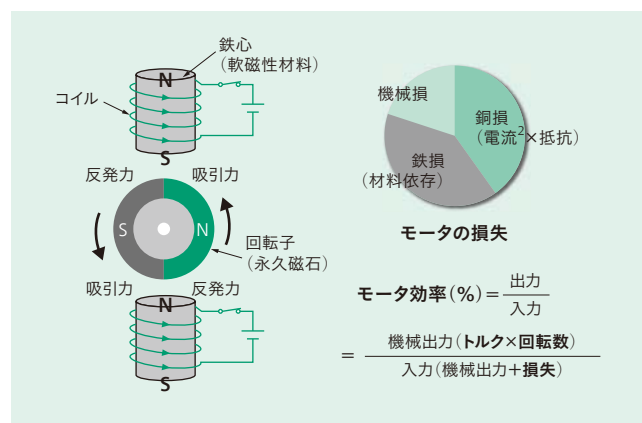 鉄心
(軟磁性材料)
コイル
N
S
反発力
吸引力
S
N
回転子
(永久磁石)
吸引力
反発力
N
S
機械損
銅損
(電流²×抵抗)
鉄損
(材料依存)
モータの損失
モータ効率(%)=出力
入力
= 機械出力(トルク×回転数)
入力(機械出力+損失)